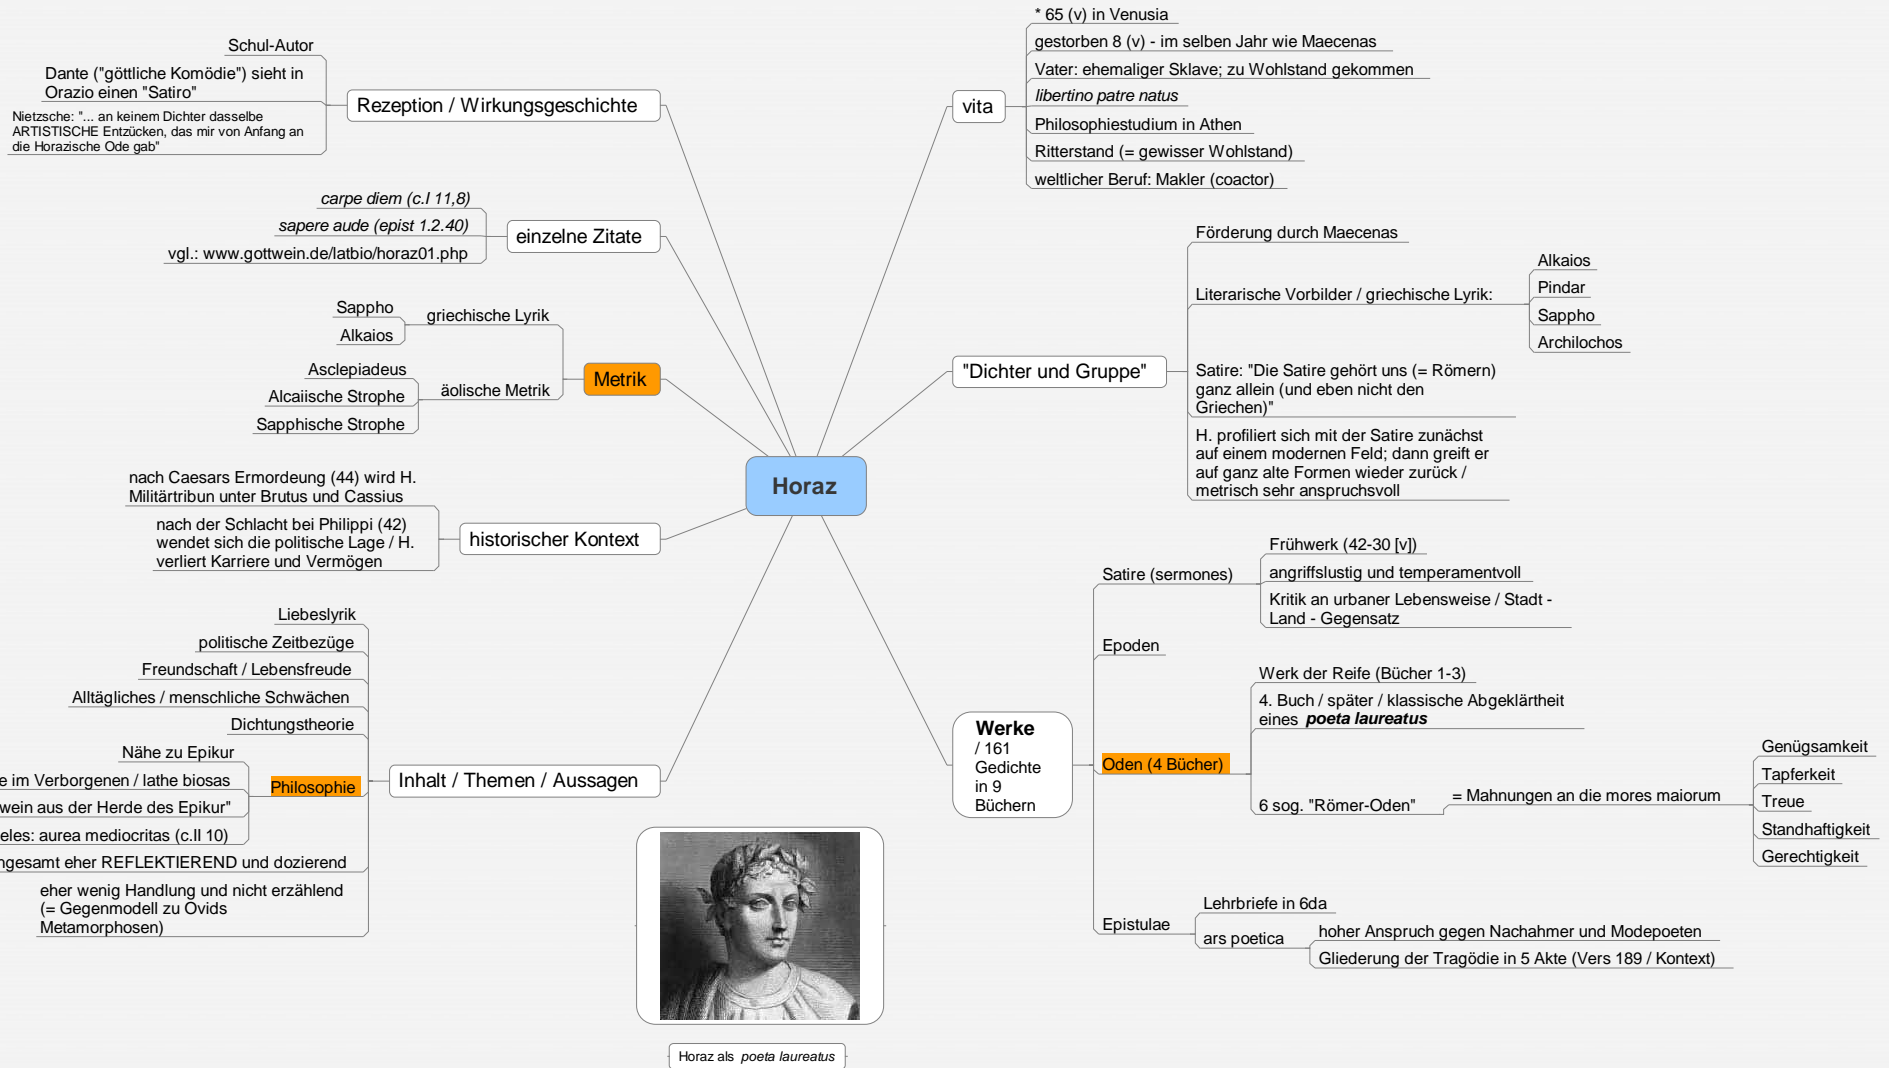 Horaz
vita
* 65 (v) in Venusia
gestorben 8 (v) - im selben Jahr wie Maecenas
Vater: ehemaliger Sklave; zu Wohlstand gekommen
libertino patre natus
Philosophiestudium in Athen
Ritterstand (= gewisser Wohlstand)
weltlicher Beruf: Makler (coactor)
"Dichter und Gruppe"
Förderung durch Maecenas
Literarische Vorbilder / griechische Lyrik:
Alkaios
Pindar
Sappho
Archilochos
Satire: "Die Satire gehört uns (= Römern)
ganz allein (und eben nicht den
Griechen)"
H. profiliert sich mit der Satire zunächst
auf einem modernen Feld; dann greift er
auf ganz alte Formen wieder zurück /
metrisch sehr anspruchsvoll
Werke
/ 161
Gedichte
in 9
Büchern
Satire (sermones)
Frühwerk (42-30 [v])
angriffslustig und temperamentvoll
Kritik an urbaner Lebensweise / Stadt -
Land - Gegensatz
Epoden
Oden (4 Bücher)
Werk der Reife (Bücher 1-3)
4. Buch / später / klassische Abgeklärtheit
eines poeta laureatus
6 sog. "Römer-Oden"
= Mahnungen an die mores maiorum
Genügsamkeit
Tapferkeit
Treue
Standhaftigkeit
Gerechtigkeit
Epistulae
Lehrbriefe in 6da
ars poetica
hoher Anspruch gegen Nachahmer und Modepoeten
Gliederung der Tragödie in 5 Akte (Vers 189 / Kontext)
Rezeption / Wirkungsgeschichte
Schul-Autor
Dante ("göttliche Komödie") sieht in
Orazio einen "Satiro"
Nietzsche: "... an keinem Dichter dasselbe
ARTISTISCHE Entzücken, das mir von Anfang an
die Horazische Ode gab"
einzelne Zitate
carpe diem (c.I 11,8)
sapere aude (epist 1.2.40)
vgl.: www.gottwein.de/latbio/horaz01.php
Metrik
griechische Lyrik
Sappho
Alkaios
äolische Metrik
Asclepiadeus
Alcaiische Strophe
Sapphische Strophe
historischer Kontext
nach Caesars Ermordeung (44) wird H.
Militärtribun unter Brutus und Cassius
nach der Schlacht bei Philippi (42)
wendet sich die politische Lage / H.
verliert Karriere und Vermögen
Inhalt / Themen / Aussagen
Liebeslyrik
politische Zeitbezüge
Freundschaft / Lebensfreude
Alltägliches / menschliche Schwächen
Dichtungstheorie
Philosophie
Nähe zu Epikur
im Verborgenen / lathe biosas
aus der Herde des Epikur"
aurea mediocritas (c.II 10)
eher REFLEKTIEREND und dozierend
eher wenig Handlung und nicht erzählend
(= Gegenmodell zu Ovids
Metamorphosen)
Horaz als poeta laureatus